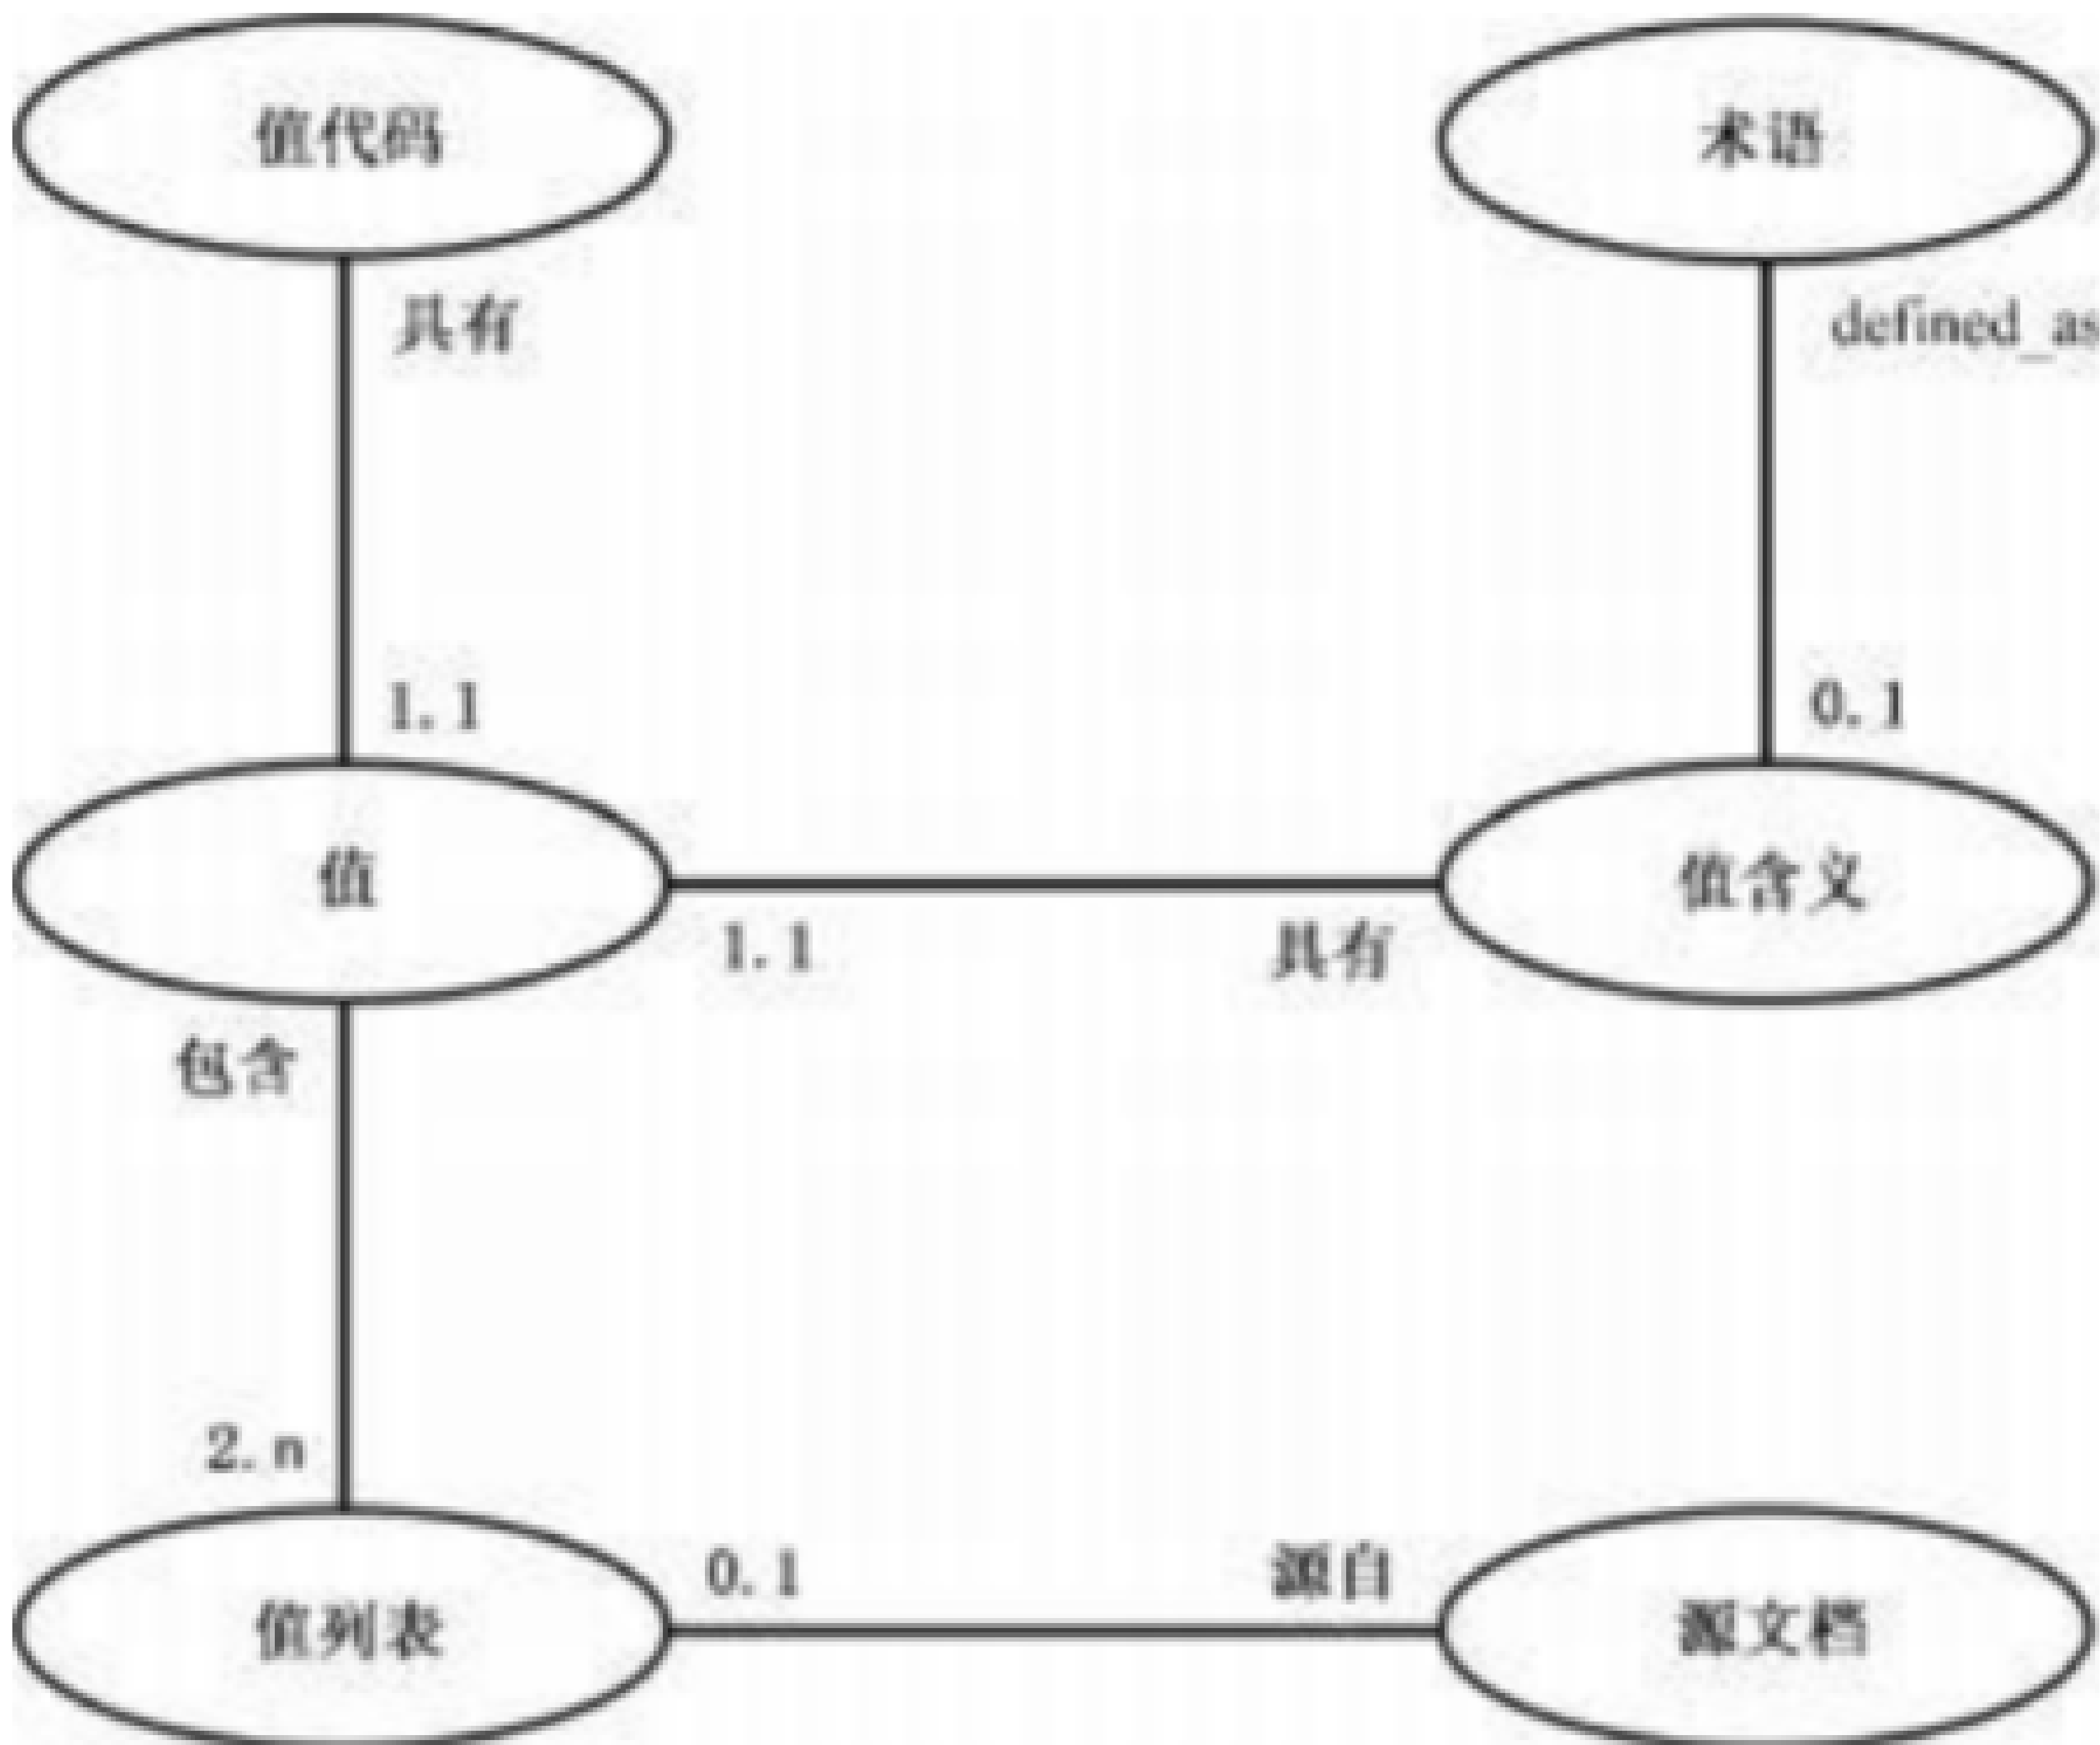 值代码
术语
具有
defined_as
1.1
0.1
值
值含义
1.1
具有
包含
2.n
0.1
源自
值列表
源文档